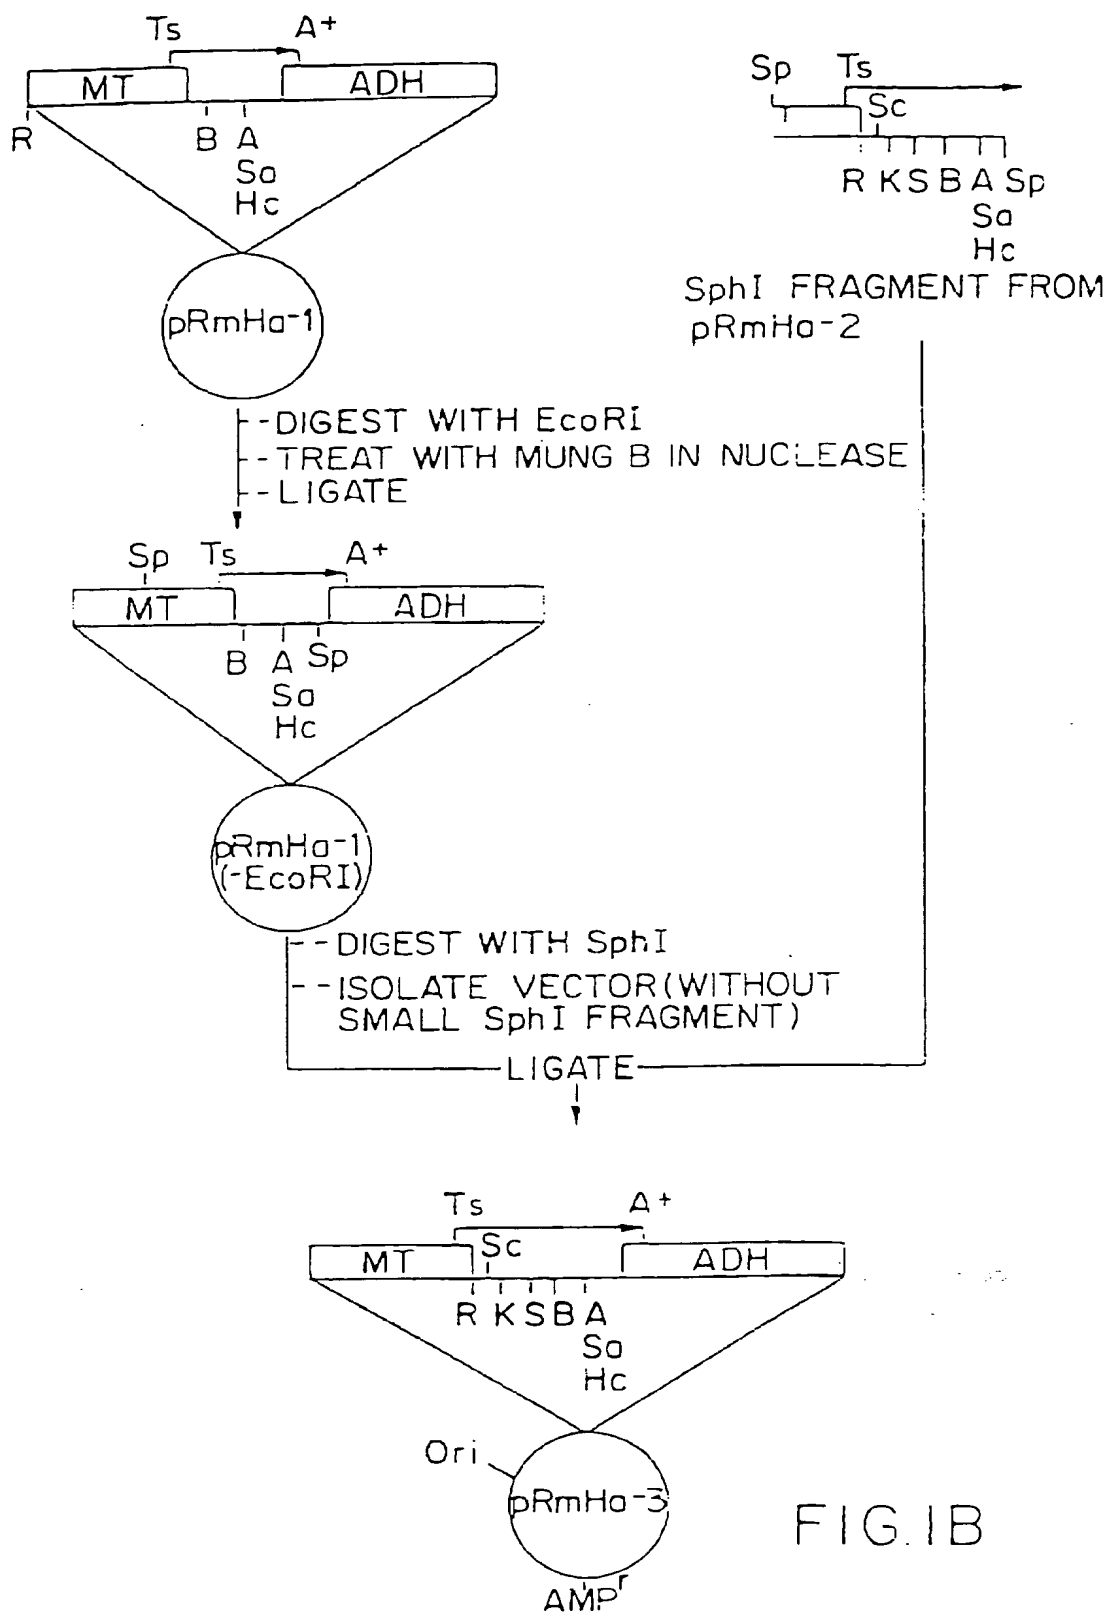 Ts A+
MT ADH
R B A
Sa
Hc
pRmHa-1
Sp Ts
Sc
R K S B A Sp
Sa
Hc
SphI FRAGMENT FROM
pRmHa-2
--DIGEST WITH EcoRI
--TREAT WITH MUNG B IN NUCLEASE
--LIGATE
Sp Ts A+
MT ADH
B A Sp
Sa
Hc
pRmHa-1
(-EcoRI)
--DIGEST WITH SphI
--ISOLATE VECTOR(WITHOUT
SMALL SphI FRAGMENT)
LIGATE
Ts A+
Sc
MT ADH
R K S B A
Sa
Hc
Ori
pRmHa-3
AMPr
FIG.1B